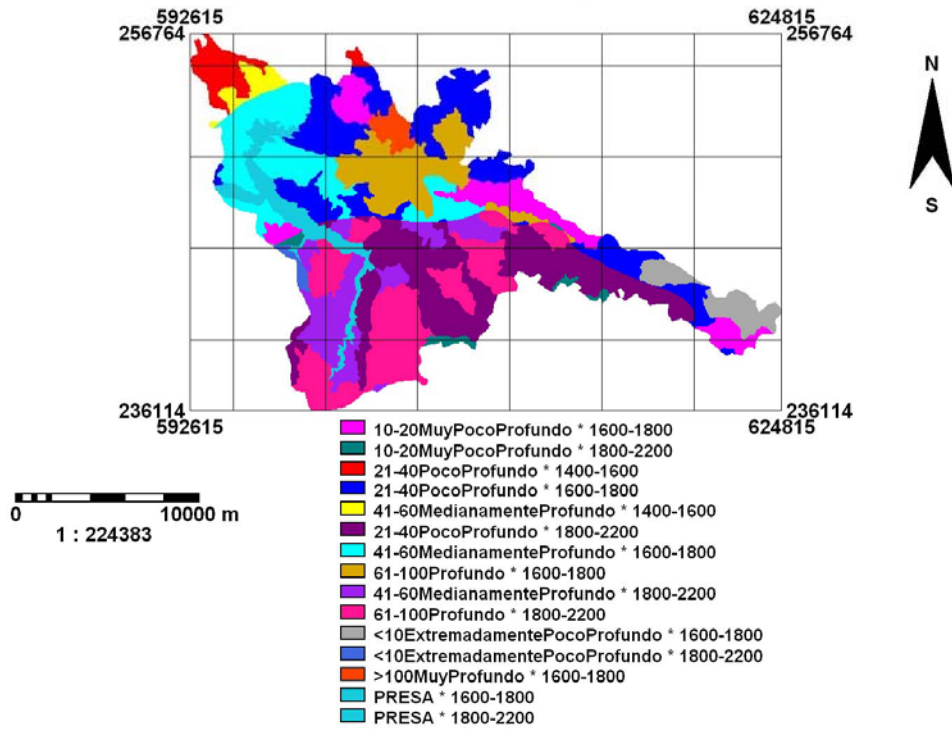 592615 624815
256764 256764
N
S
236114 236114
592615 624815
10-20MuyPocoProfundo * 1600-1800
10-20MuyPocoProfundo * 1800-2200
21-40PocoProfundo * 1400-1600
21-40PocoProfundo * 1600-1800
41-60MedianamenteProfundo * 1400-1600
21-40PocoProfundo * 1800-2200
41-60MedianamenteProfundo * 1600-1800
61-100Profundo * 1600-1800
41-60MedianamenteProfundo * 1800-2200
61-100Profundo * 1800-2200
<10ExtremadamentePocoProfundo * 1600-1800
<10ExtremadamentePocoProfundo * 1800-2200
>100MuyProfundo * 1600-1800
PRESA * 1600-1800
PRESA * 1800-2200
0 10000 m
1 : 224383